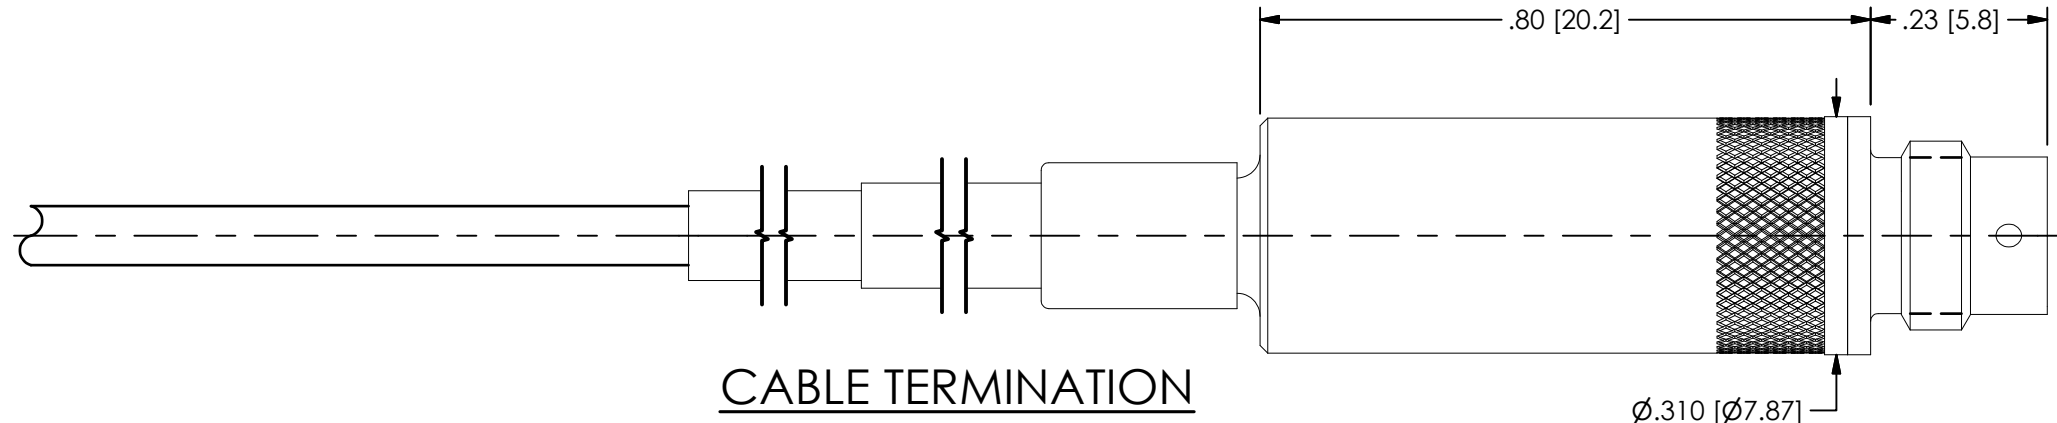 .80 [20.2]
.23 [5.8]
CABLE TERMINATION
Ø.310 [Ø7.87]